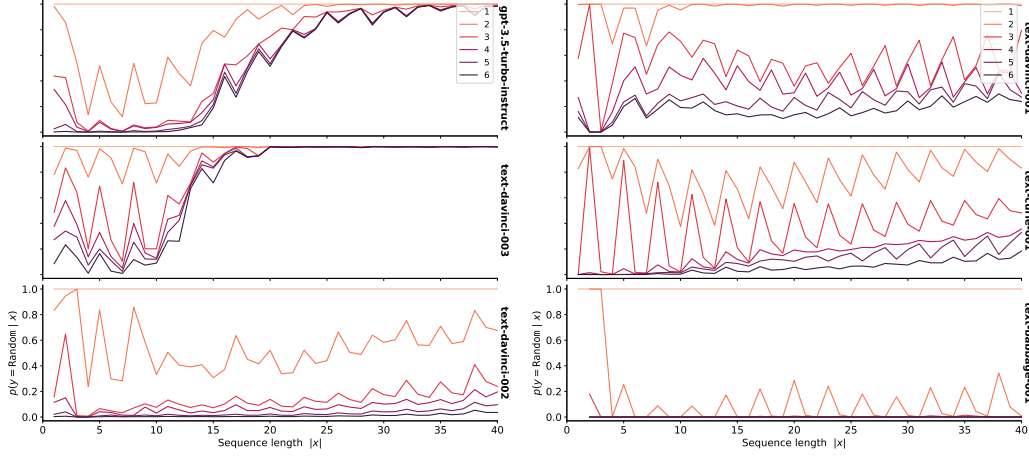 1
2
3
4
5
6
gpt-3.5-turbo-instruct
1
2
3
4
5
6
text-davinci-003
text-davinci-002
1.0
0.8
0.6
0.4
0.2
0.0
p(y = Random | x)
0 5 10 15 20 25 30 35 40
Sequence length |x|
1.0
0.8
0.6
0.4
0.2
0.0
p(y = Random | x)
0 5 10 15 20 25 30 35 40
Sequence length |x|